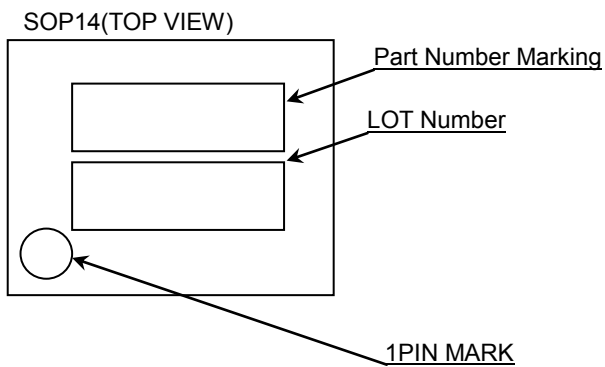 SOP14(TOP VIEW)
Part Number Marking
LOT Number
1PIN MARK